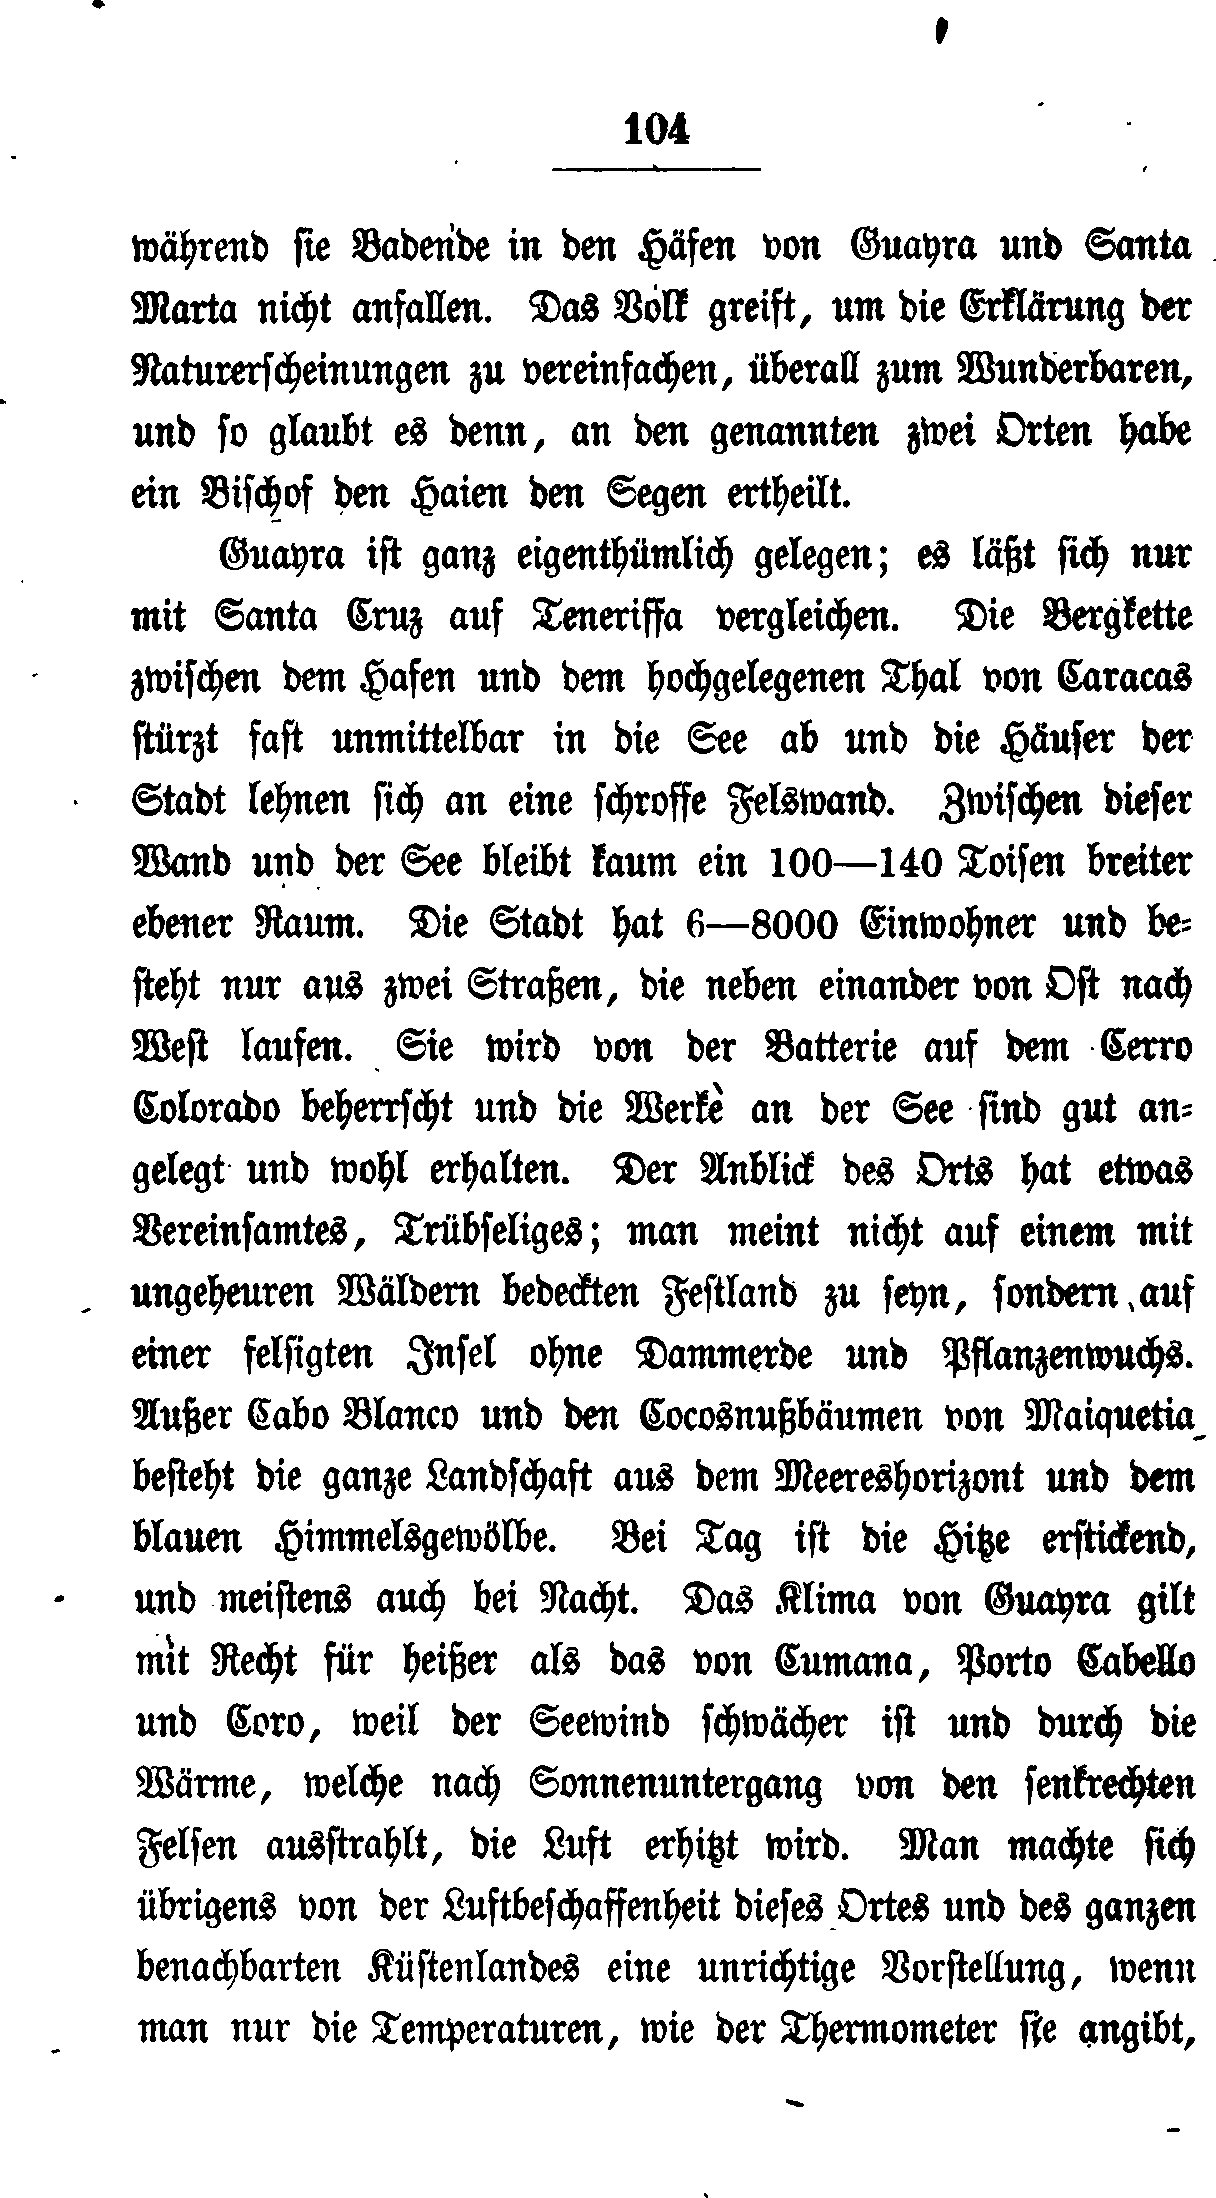 104
während sie Badende in den Häfen von Guayra und Santa
Marta nicht anfallen. Das Volk greift, um die Erklärung der
Naturerscheinungen zu vereinfachen, überall zum Wunderbaren,
und so glaubt es denn, an den genannten zwei Orten habe
ein Bischof den Haien den Segen ertheilt.
Guayra ist ganz eigenthümlich gelegen; es läßt sich nur
mit Santa Cruz auf Teneriffa vergleichen. Die Bergkette
zwischen dem Hafen und dem hochgelegenen Thal von Caracas
stürzt fast unmittelbar in die See ab und die Häuser der
Stadt lehnen sich an eine schroffe Felswand. Zwischen dieser
Wand und der See bleibt kaum ein 100—140 Toisen breiter
ebener Raum. Die Stadt hat 6—8000 Einwohner und be-
steht nur aus zwei Straßen, die neben einander von Ost nach
West laufen. Sie wird von der Batterie auf dem Cerro
Colorado beherrscht und die Werke an der See sind gut an-
gelegt und wohl erhalten. Der Anblick des Orts hat etwas
Vereinsamtes, Trübseliges; man meint nicht auf einem mit
ungeheuren Wäldern bedeckten Festland zu seyn, sondern auf
einer felsigten Insel ohne Dammerde und Pflanzenwuchs.
Außer Cabo Blanco und den Cocosnußbäumen von Maiquetia
besteht die ganze Landschaft aus dem Meereshorizont und dem
blauen Himmelsgewölbe. Bei Tag ist die Hitze erstickend,
und meistens auch bei Nacht. Das Klima von Guayra gilt
mit Recht für heißer als das von Cumana, Porto Cabello
und Coro, weil der Seewind schwächer ist und durch die
Wärme, welche nach Sonnenuntergang von den senkrechten
Felsen ausstrahlt, die Luft erhitzt wird. Man machte sich
übrigens von der Luftbeschaffenheit dieses Ortes und des ganzen
benachbarten Küstenlandes eine unrichtige Vorstellung, wenn
man nur die Temperaturen, wie der Thermometer sie angibt,